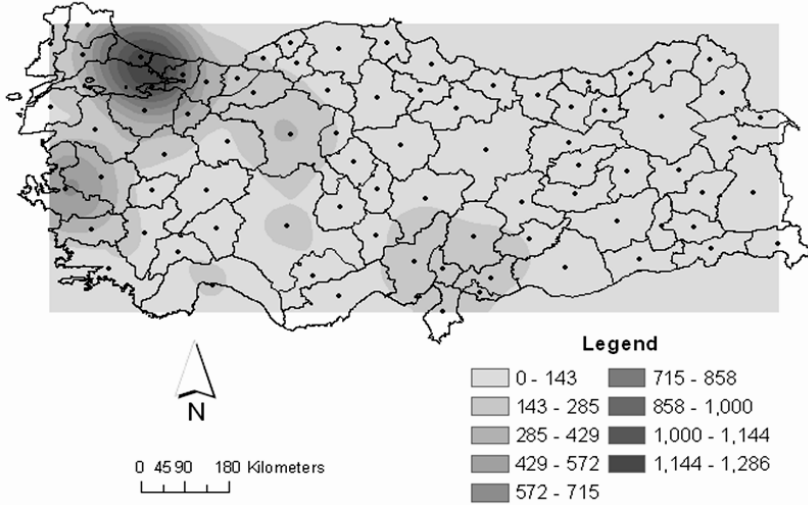 Legend
0 - 143
143 - 285
285 - 429
429 - 572
572 - 715
715 - 858
858 - 1,000
1,000 - 1,144
1,144 - 1,286
N
0 45 90 180 Kilometers